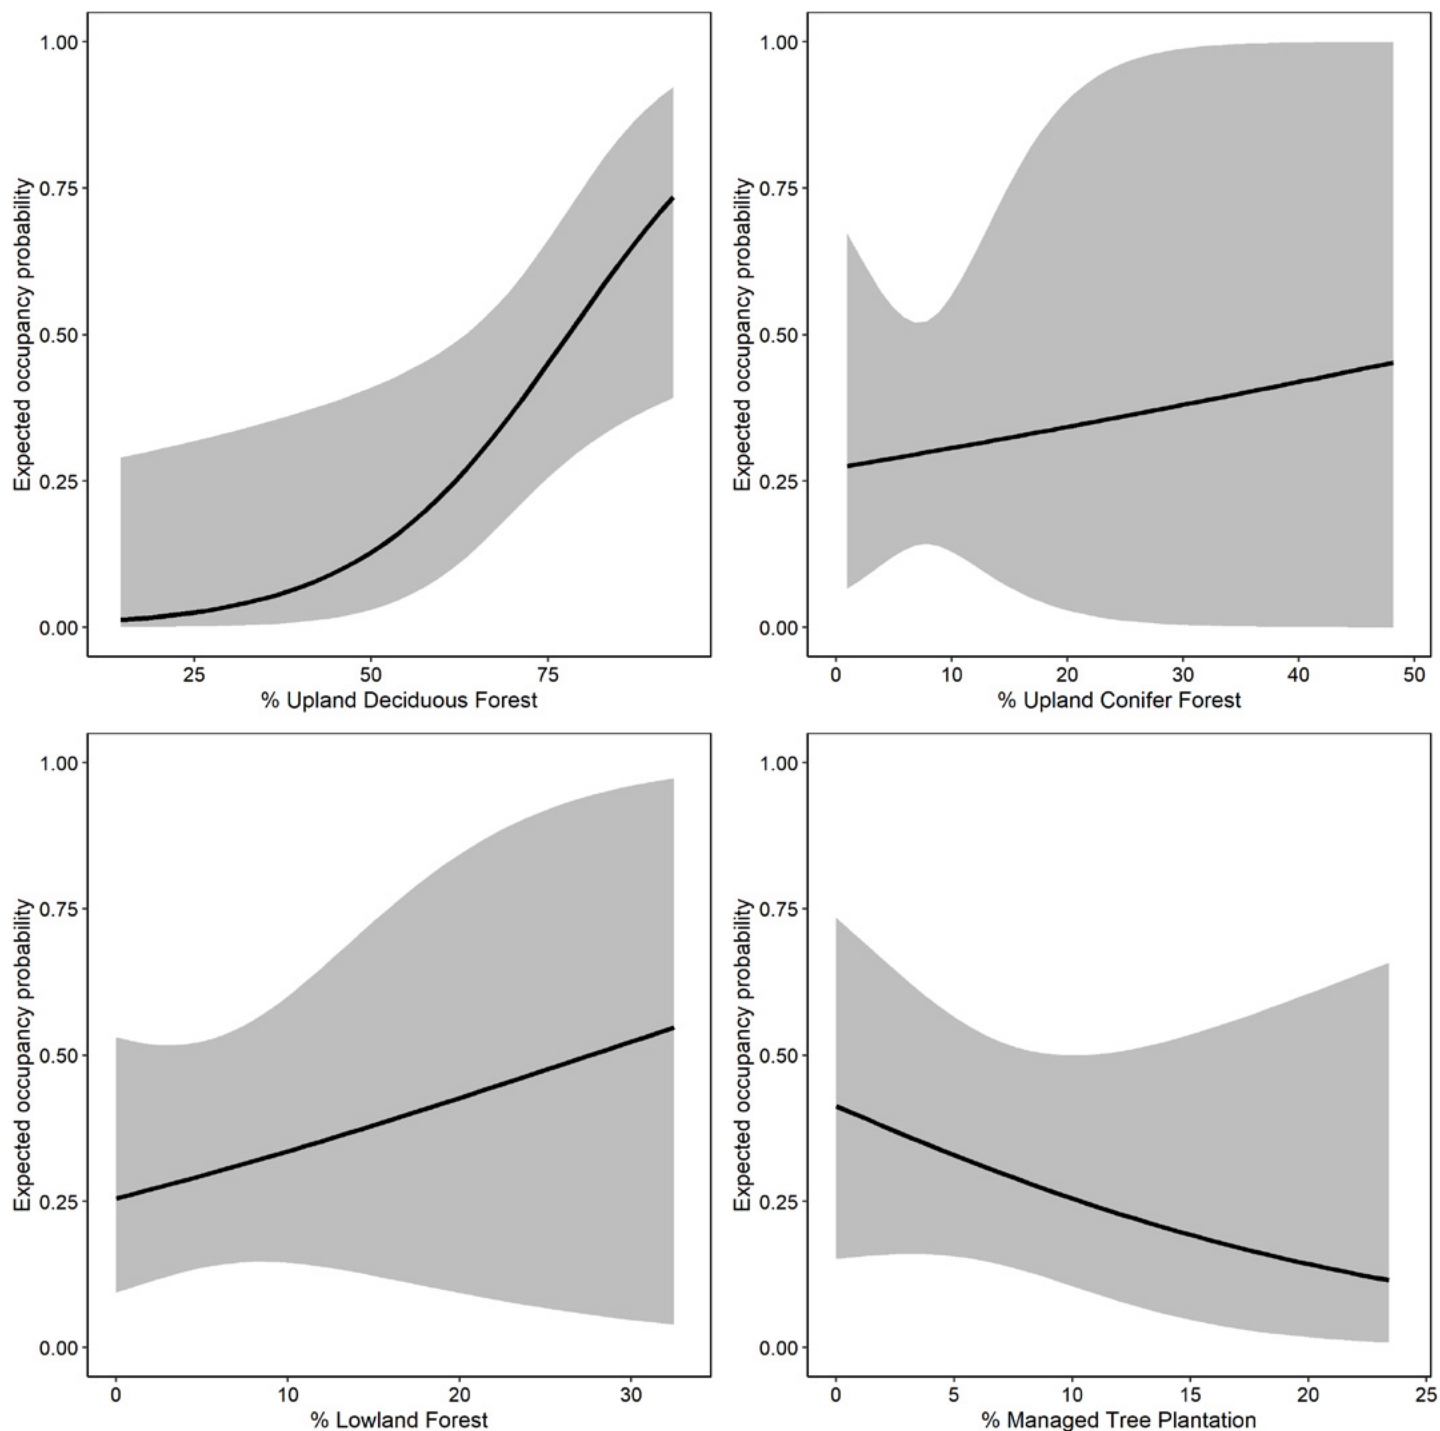 Expected occupancy probability
1.00
0.75
0.50
0.25
0.00
25 50 75
% Upland Deciduous Forest
Expected occupancy probability
1.00
0.75
0.50
0.25
0.00
0 10 20 30 40 50
% Upland Conifer Forest
Expected occupancy probability
1.00
0.75
0.50
0.25
0.00
0 10 20 30
% Lowland Forest
Expected occupancy probability
1.00
0.75
0.50
0.25
0.00
0 5 10 15 20 25
% Managed Tree Plantation